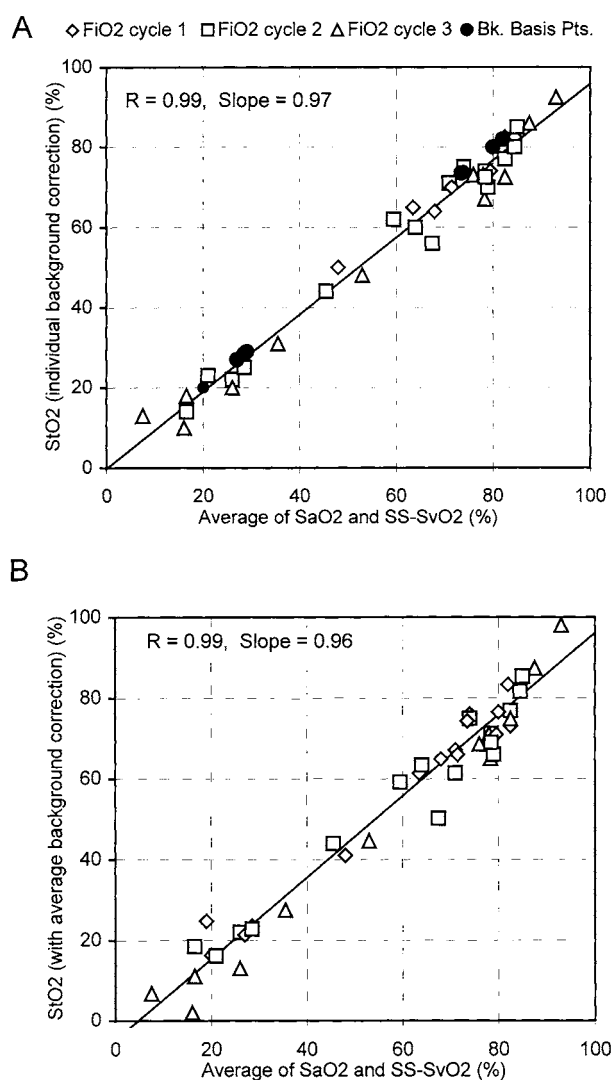 A
◇ FiO2 cycle 1 □ FiO2 cycle 2 △ FiO2 cycle 3 ● Bk. Basis Pts.
StO2 (individual background correction) (%)
R = 0.99, Slope = 0.97
100
80
60
40
20
0
0 20 40 60 80 100
Average of SaO2 and SS-SvO2 (%)
B
StO2 (with average background correction) (%)
R = 0.99, Slope = 0.96
100
80
60
40
20
0
0 20 40 60 80 100
Average of SaO2 and SS-SvO2 (%)